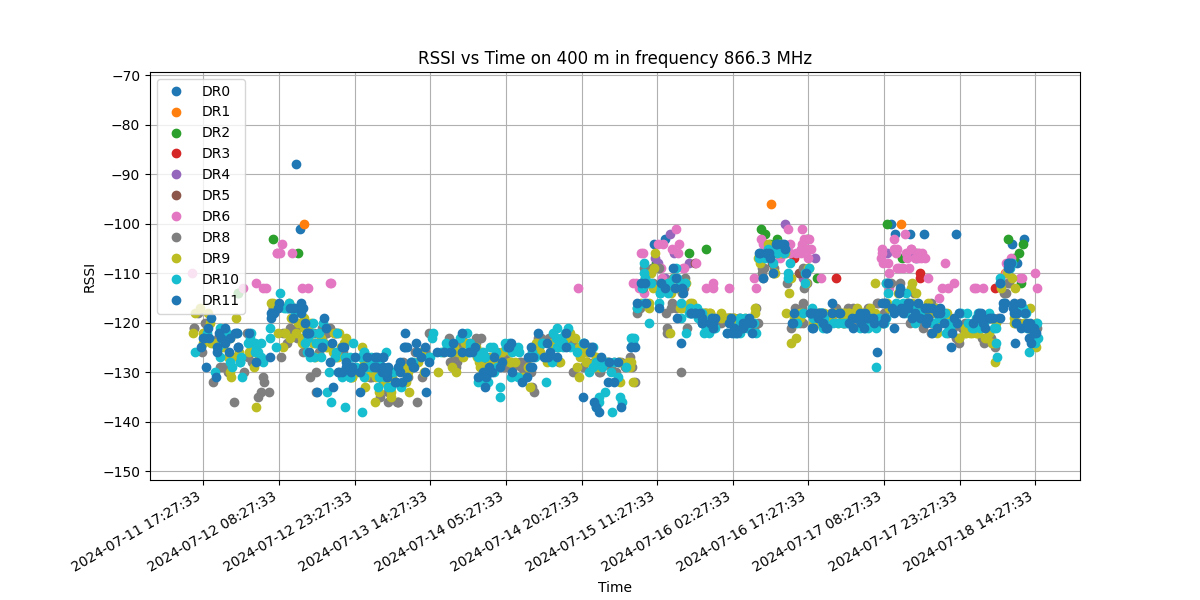 RSSI vs Time on 400 m in frequency 866.3 MHz
RSSI
−70
−80
−90
−100
−110
−120
−130
−140
−150
DR0
DR1
DR2
DR3
DR4
DR5
DR6
DR8
DR9
DR10
DR11
2024-07-11 17:27:33
2024-07-12 08:27:33
2024-07-12 23:27:33
2024-07-13 14:27:33
2024-07-14 05:27:33
2024-07-14 20:27:33
2024-07-15 11:27:33
2024-07-16 02:27:33
2024-07-16 17:27:33
2024-07-17 08:27:33
2024-07-17 23:27:33
2024-07-18 14:27:33
Time